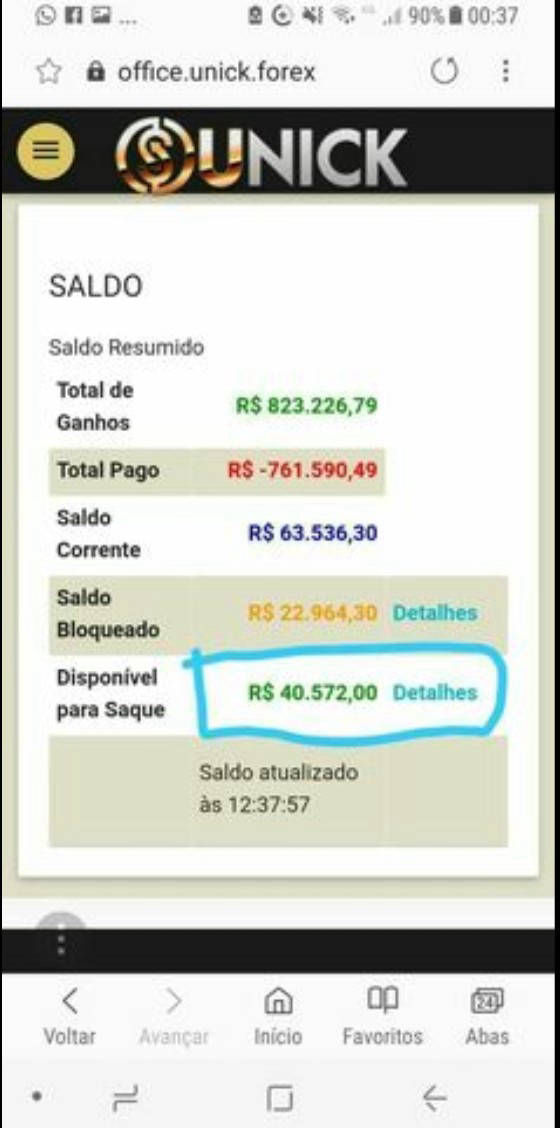 90% 00:37
office.unick.forex
UNICK
SALDO
Saldo Resumido
Total de
Ganhos
R$ 823.226,79
Total Pago
R$ -761.590,49
Saldo
Corrente
R$ 63.536,30
Saldo
Bloqueado
R$ 22.964,30 Detalhes
Disponível
para Saque
R$ 40.572,00 Detalhes
Saldo atualizado
às 12:37:57
24
Voltar Avançar Início Favoritos Abas